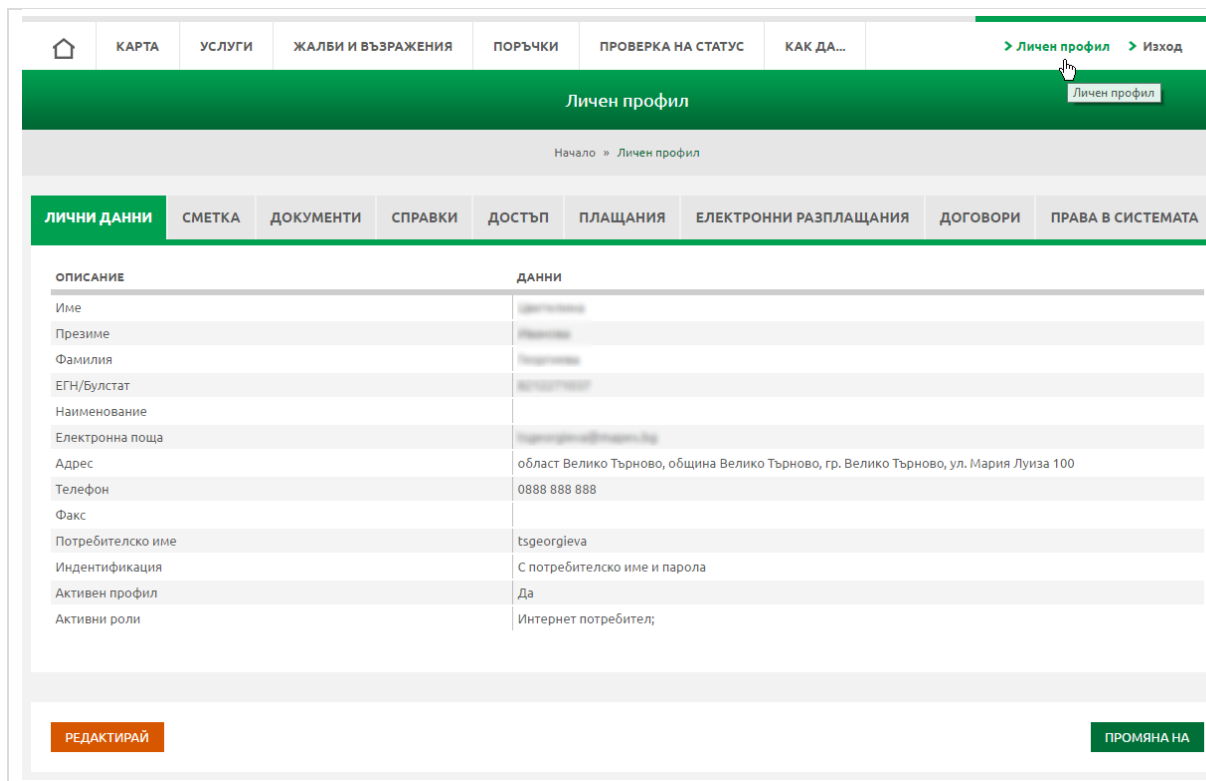 КАРТА УСЛУГИ ЖАЛБИ И ВЪЗРАЖЕНИЯ ПОРЪЧКИ ПРОВЕРКА НА СТАТУС КАК ДА... Личен профил Изход
Личен профил
Личен профил
Начало » Личен профил
ЛИЧНИ ДАННИ СМЕТКА ДОКУМЕНТИ СПРАВКИ ДОСТЪП ПЛАЩАНИЯ ЕЛЕКТРОННИ РАЗПЛАЩАНИЯ ДОГОВОРИ ПРАВА В СИСТЕМАТА
ОПИСАНИЕ ДАННИ
Име
Презиме
Фамилия
ЕГН/Булстат
Наименование
Електронна поща
Адрес област Велико Търново, община Велико Търново, гр. Велико Търново, ул. Мария Луиза 100
Телефон 0888 888 888
Факс
Потребителско име tsgeorgieva
Индентификация С потребителско име и парола
Активен профил Да
Активни роли Интернет потребител;
РЕДАКТИРАЙ ПРОМЯНА НА